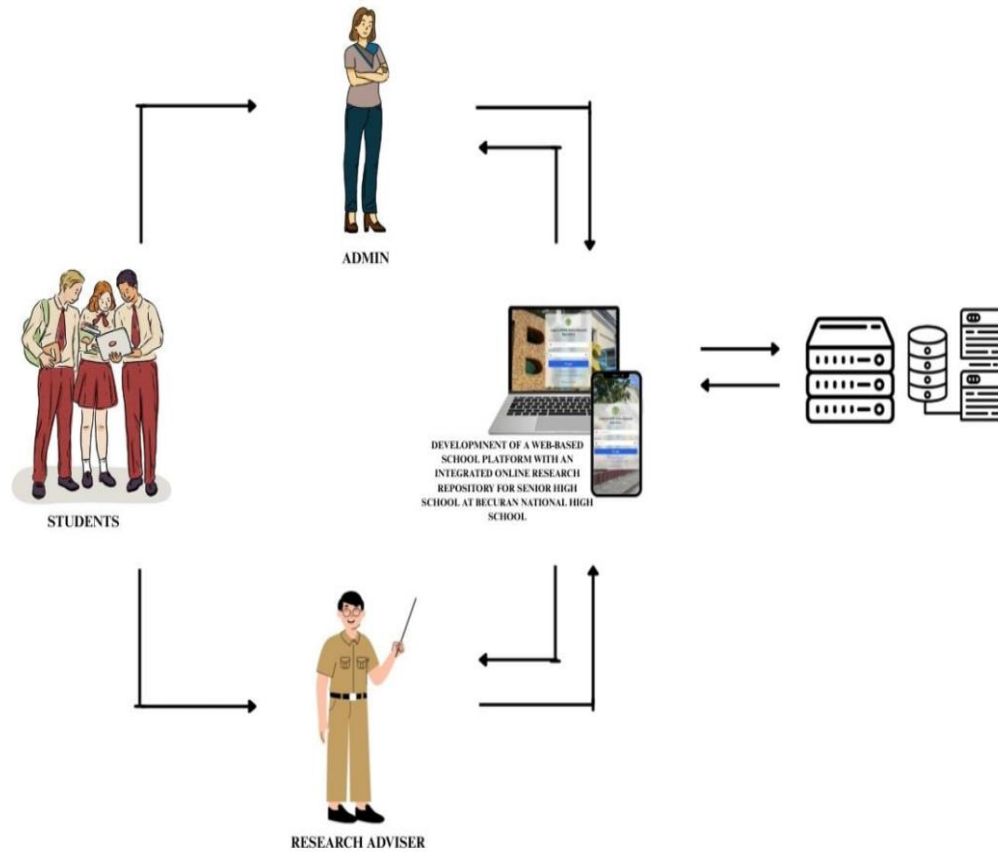 ADMIN
STUDENTS
DEVELOPMNENT OF A WEB-BASED
SCHOOL PLATFORM WITH AN
INTEGRATED ONLINE RESEARCH
REPOSITORY FOR SENIOR HIGH
SCHOOL AT BECURAN NATIONAL HIGH
SCHOOL
RESEARCH ADVISER